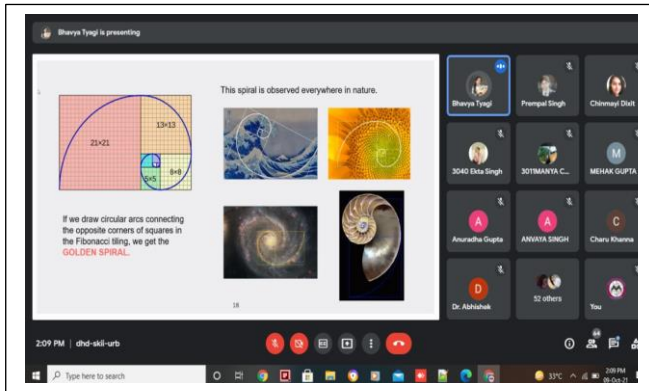 Bhavya Tyagi is presenting
This spiral is observed everywhere in nature.
21×21
13×13
5×5
8×8
If we draw circular arcs connecting
the opposite corners of squares in
the Fibonacci tiling, we get the
GOLDEN SPIRAL.
18
Bhavya Tyagi
Prempal Singh
Chinmayi Dixit
3040 Ekta Singh
3011MANYA C...
M
MEHAK GUPTA
A
Anuradha Gupta
A
ANVAYA SINGH
C
Charu Khanna
D
Dr. Abhishek
52 others
You
2:09 PM | dhd-skii-urb
64
Type here to search
33°C
2:09 PM
09-Oct-21